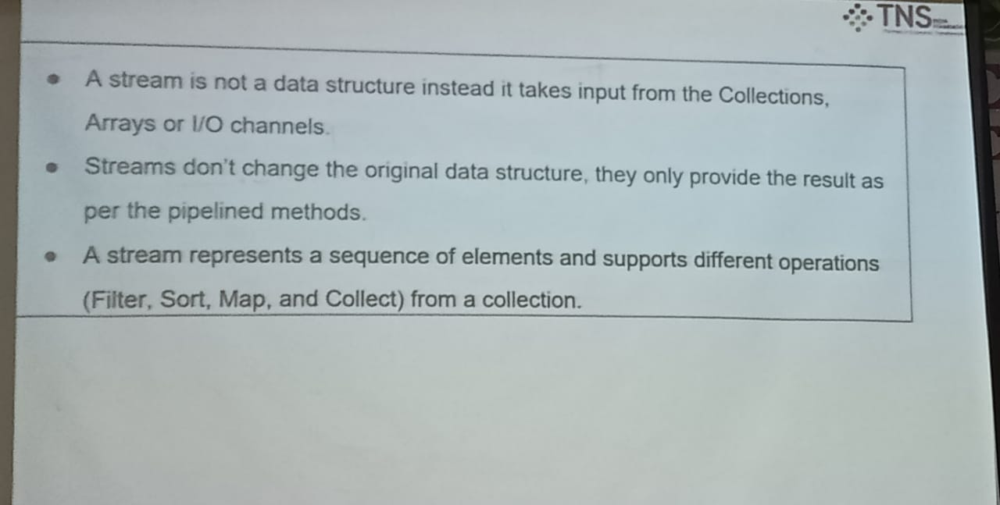 TNS
● A stream is not a data structure instead it takes input from the Collections,
Arrays or I/O channels.
● Streams don't change the original data structure, they only provide the result as
per the pipelined methods.
● A stream represents a sequence of elements and supports different operations
(Filter, Sort, Map, and Collect) from a collection.